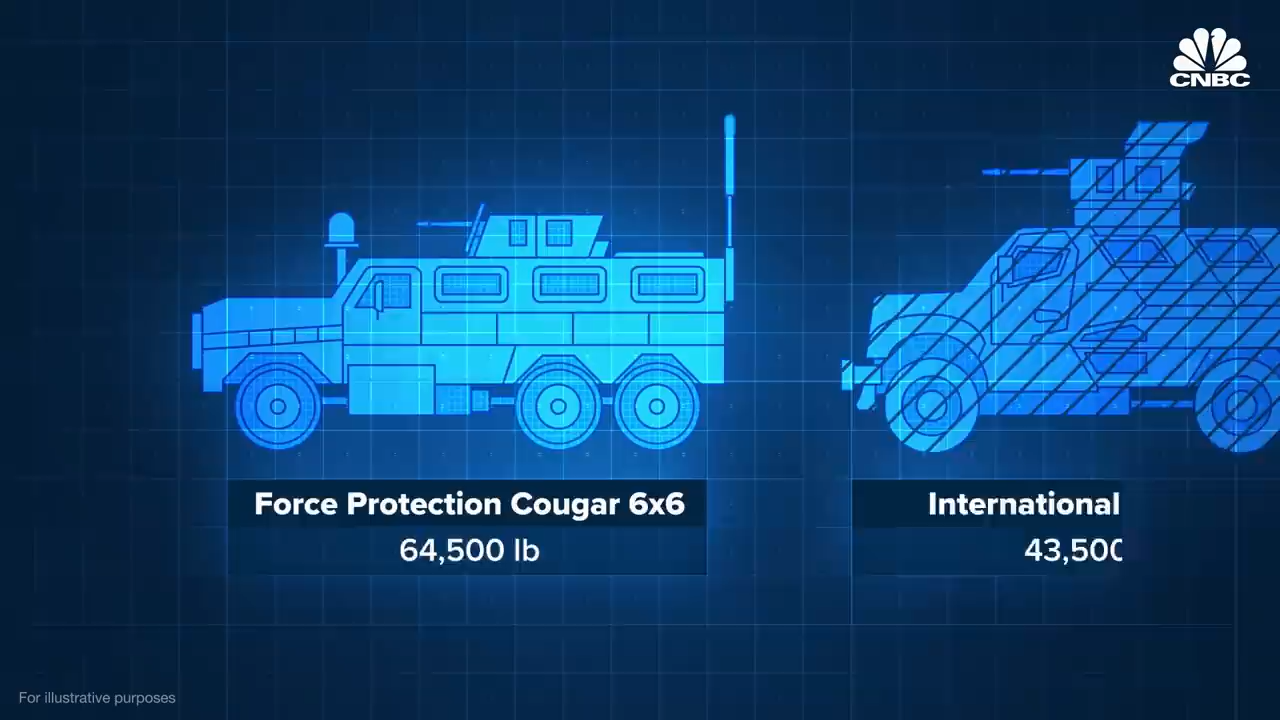 CNBC
Force Protection Cougar 6x6
64,500 lb
International
43,500
For illustrative purposes